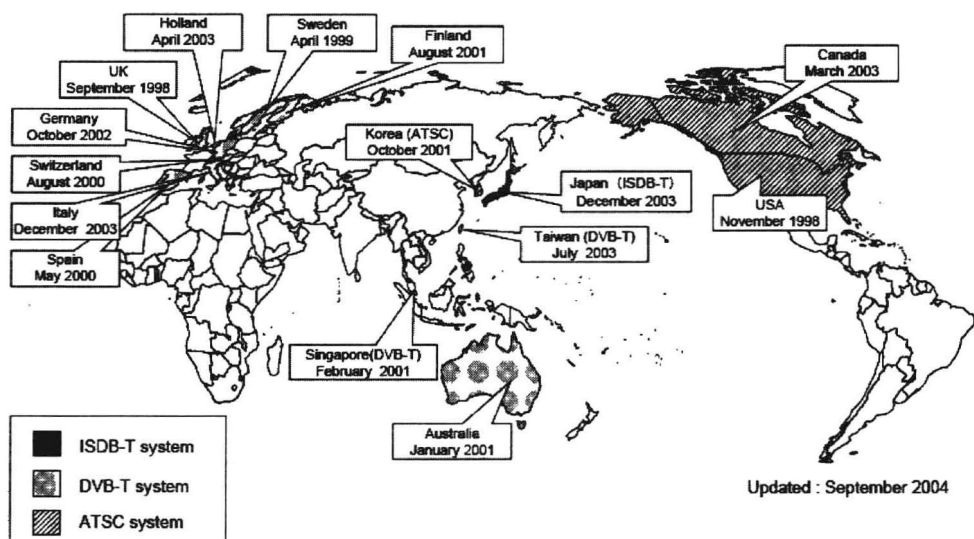 Holland
April 2003
Sweden
April 1999
Finland
August 2001
Canada
March 2003
UK
September 1998
Germany
October 2002
Korea (ATSC)
October 2001
Switzerland
August 2000
Japan (ISDB-T)
December 2003
USA
November 1998
Italy
December 2003
Taiwan (DVB-T)
July 2003
Spain
May 2000
Singapore(DVB-T)
February 2001
Australia
January 2001
ISDB-T system
DVB-T system
ATSC system
Updated : September 2004